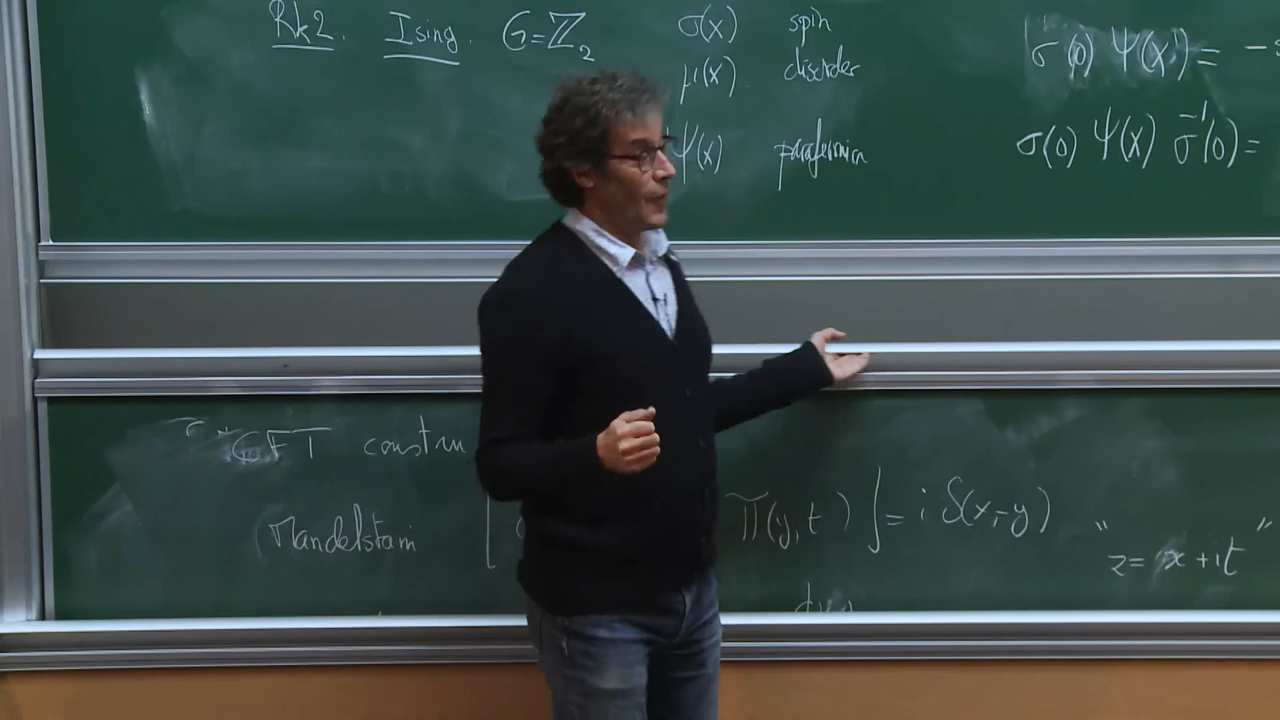 Rk2. Ising. G=ℤ₂ σ(x) spin
μ(x) disorder
ψ(x) parafermion
σ(0) ψ(x) = -
σ(0) ψ(x) σ⁻¹(0) =
CFT constru
(Mandelstam [ Π(y,t) ] = i δ(x-y) " "
z = x+it